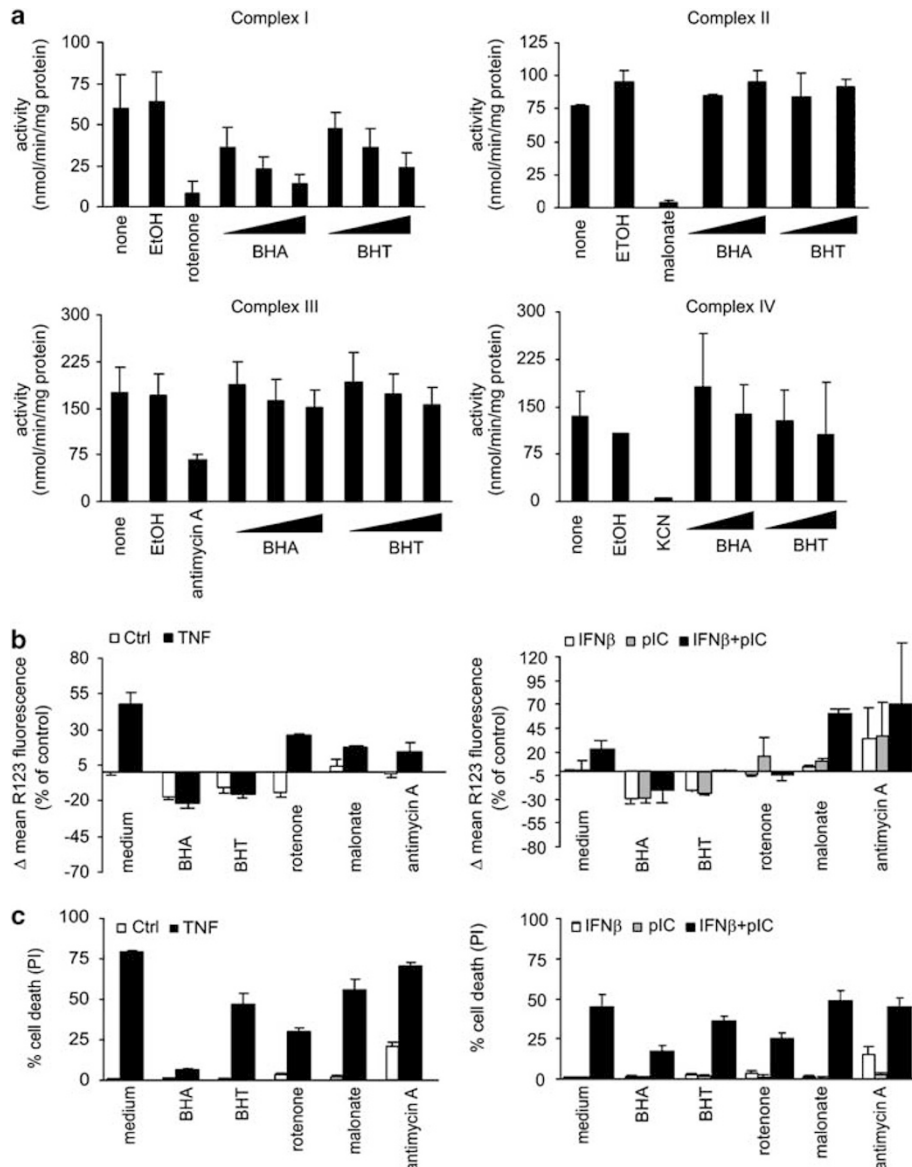 a
Complex I
activity
(nmol/min/mg protein)
100
75
50
25
0
none
EtOH
rotenone
BHA
BHT
Complex II
activity
(nmol/min/mg protein)
125
100
75
50
25
0
none
ETOH
malonate
BHA
BHT
Complex III
activity
(nmol/min/mg protein)
300
225
150
75
0
none
EtOH
antimycin A
BHA
BHT
Complex IV
activity
(nmol/min/mg protein)
300
225
150
75
0
none
EtOH
KCN
BHA
BHT
b
Ctrl TNF
Δ mean R123 fluorescence
(% of control)
80
55
30
5
-20
-45
-70
medium
BHA
BHT
rotenone
malonate
antimycin A
IFNβ pIC IFNβ+pIC
Δ mean R123 fluorescence
(% of control)
120
95
70
45
20
-5
-30
-55
-80
medium
BHA
BHT
rotenone
malonate
antimycin A
c
Ctrl TNF
% cell death (PI)
100
75
50
25
0
medium
BHA
BHT
rotenone
malonate
antimycin A
IFNβ pIC IFNβ+pIC
% cell death (PI)
100
75
50
25
0
medium
BHA
BHT
rotenone
malonate
antimycin A